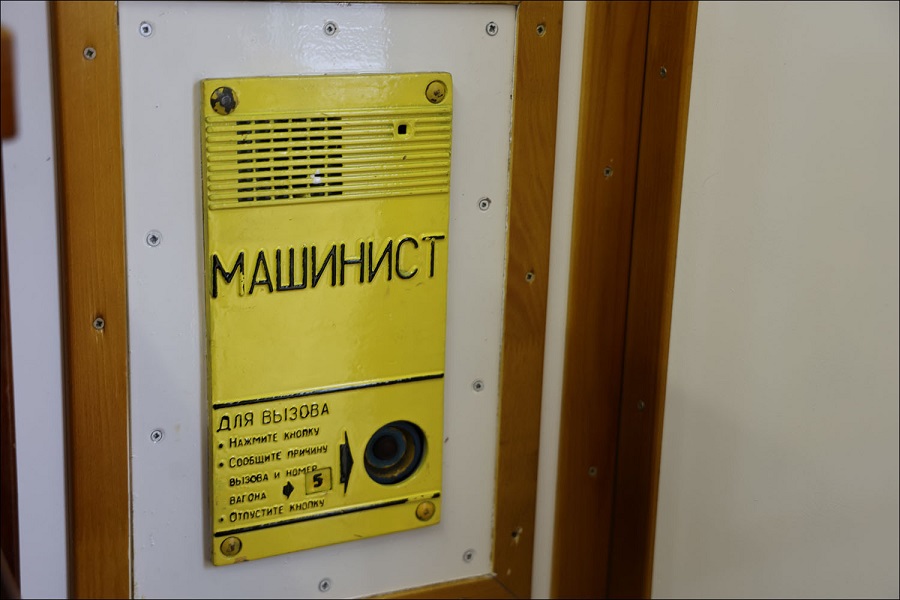 МАШИНИСТ
ДЛЯ ВЫЗОВА
• НАЖМИТЕ КНОПКУ
• СООБЩИТЕ ПРИЧИНУ
ВЫЗОВА И НОМЕР
ВАГОНА 5
• ОТПУСТИТЕ КНОПКУ